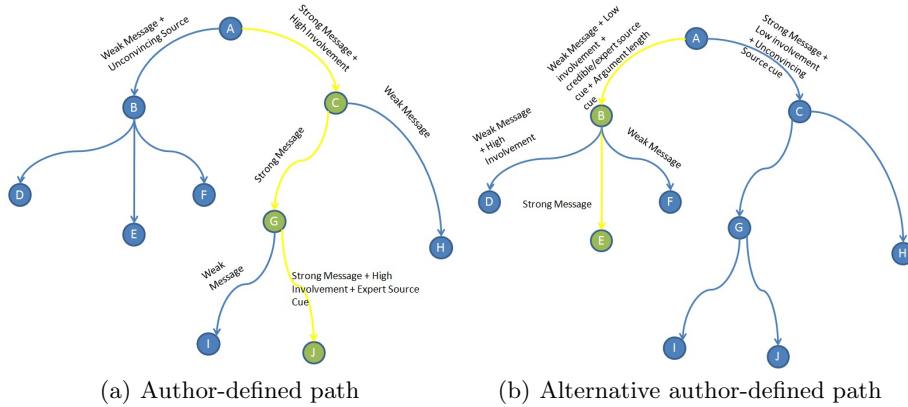 A
Weak Message +
Unconvincing Source
Strong Message +
High Involvement
B
C
Weak Message
Strong Message
D
F
E
G
H
Weak
Message
Strong Message + High
Involvement + Expert Source
Cue
I
J
(a) Author-defined path
A
Weak Message + Low
involvement +
credible/expert source
cue + Argument length
cue
Strong Message +
Low involvement
+ Unconvincing
Source cue
B
C
Weak Message
+ High
Involvement
Weak Message
Strong Message
D
F
E
G
H
I
J
(b) Alternative author-defined path